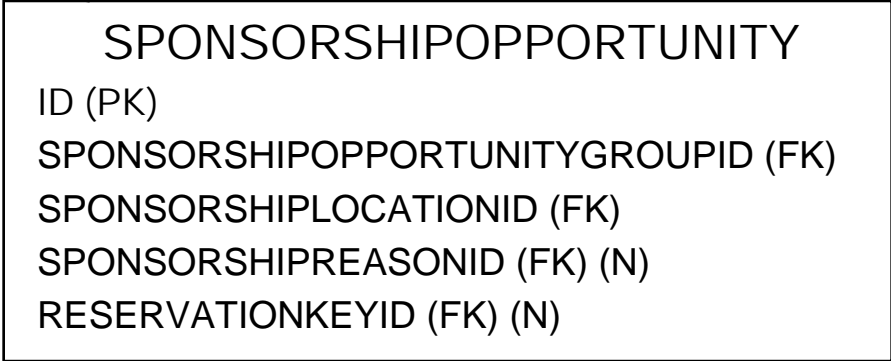 SPONSORSHIPOPPORTUNITY
ID (PK)
SPONSORSHIPOPPORTUNITYGROUPID (FK)
SPONSORSHIPLOCATIONID (FK)
SPONSORSHIPREASONID (FK) (N)
RESERVATIONKEYID (FK) (N)